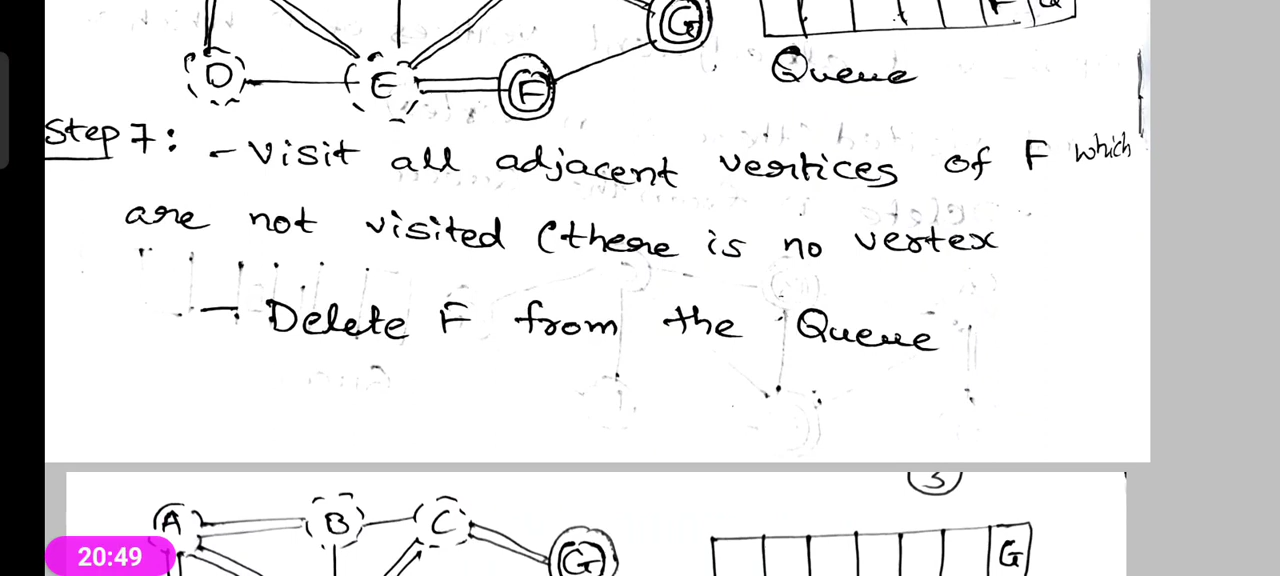 G
D E F
Queue
Step 7: - Visit all adjacent vertices of F which
are not visited (there is no vertex
- Delete F from the Queue
3
A B C G G
20:49